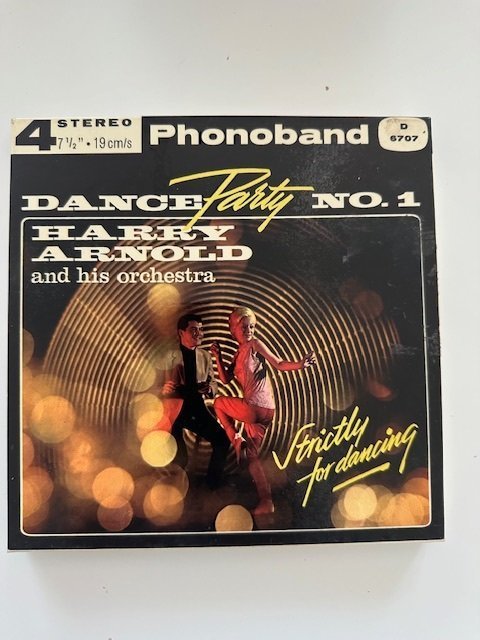 4 STEREO
7 1/2" • 19 cm/s
Phonoband
D
6707
DANCE Party NO. 1
HARRY
ARNOLD
and his orchestra
Strictly
for dancing